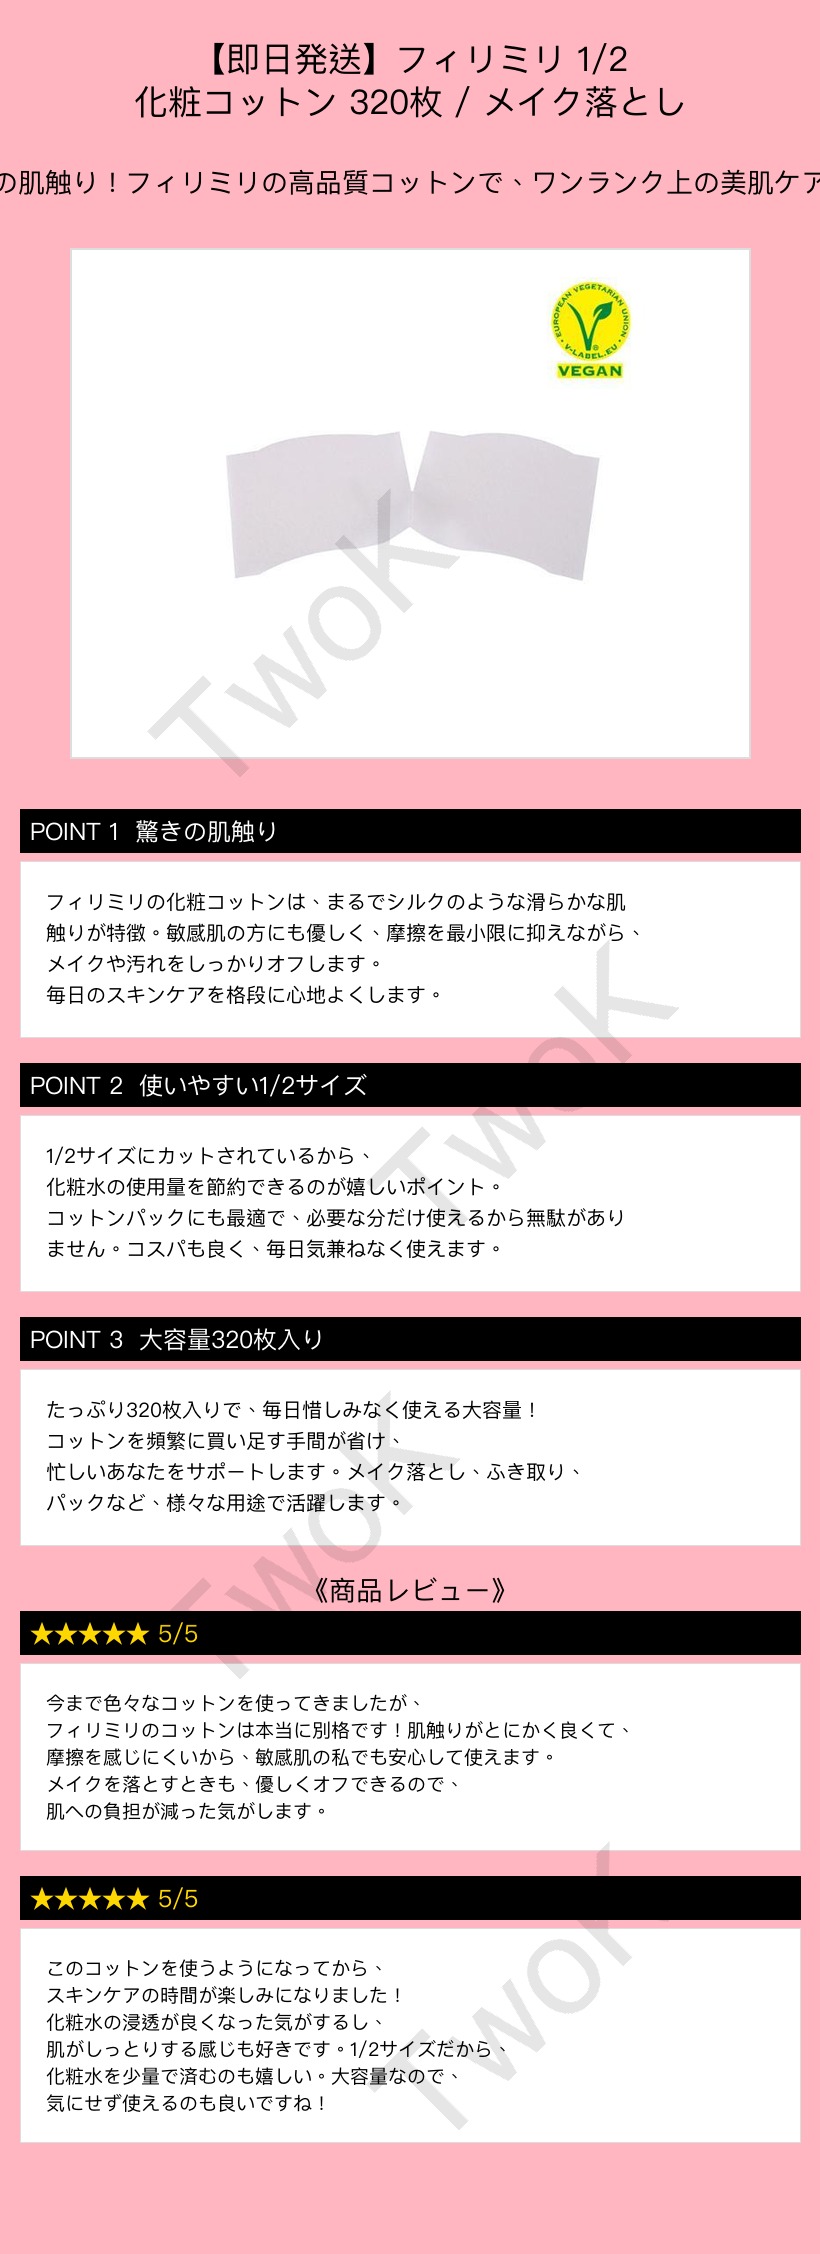 【即日発送】フィリミリ 1/2
化粧コットン 320枚 / メイク落とし
の肌触り！フィリミリの高品質コットンで、ワンランク上の美肌ケア
EUROPEAN VEGETARIAN UNION
V-LABEL.EU
VEGAN
TwoK
POINT 1 驚きの肌触り
フィリミリの化粧コットンは、まるでシルクのような滑らかな肌
触りが特徴。敏感肌の方にも優しく、摩擦を最小限に抑えながら、
メイクや汚れをしっかりオフします。
毎日のスキンケアを格段に心地よくします。
TwoK
POINT 2 使いやすい1/2サイズ
1/2サイズにカットされているから、
化粧水の使用量を節約できるのが嬉しいポイント。
コットンパックにも最適で、必要な分だけ使えるから無駄があり
ません。コスパも良く、毎日気兼ねなく使えます。
POINT 3 大容量320枚入り
たっぷり320枚入りで、毎日惜しみなく使える大容量！
コットンを頻繁に買い足す手間が省け、
忙しいあなたをサポートします。メイク落とし、ふき取り、
パックなど、様々な用途で活躍します。
TwoK
《商品レビュー》
★★★★★ 5/5
今まで色々なコットンを使ってきましたが、
フィリミリのコットンは本当に別格です！肌触りがとにかく良くて、
摩擦を感じにくいから、敏感肌の私でも安心して使えます。
メイクを落とすときも、優しくオフできるので、
肌への負担が減った気がします。
★★★★★ 5/5
このコットンを使うようになってから、
スキンケアの時間が楽しみになりました！
化粧水の浸透が良くなった気がするし、
肌がしっとりする感じも好きです。1/2サイズだから、
化粧水を少量で済むのも嬉しい。大容量なので、
気にせず使えるのも良いですね！
TwoK